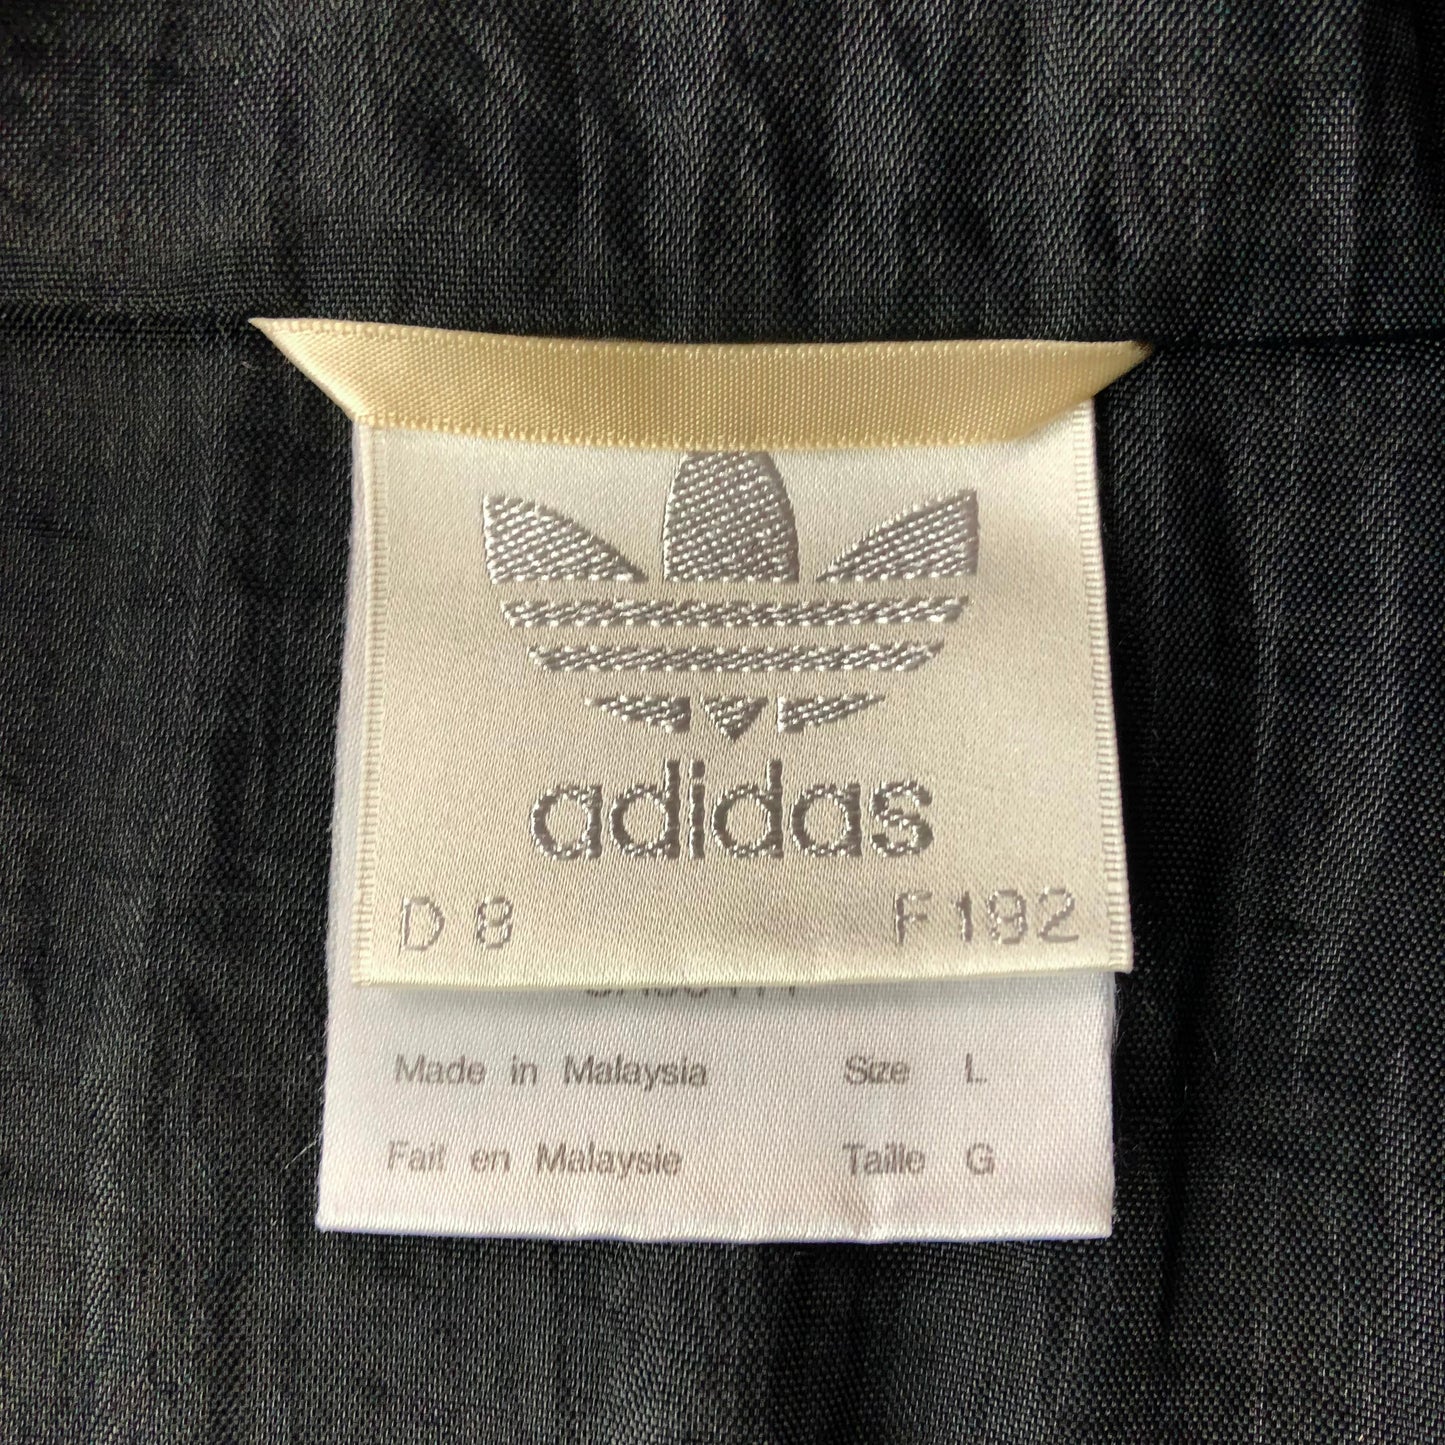 adidas
D 8 F 192
Made in Malaysia Size L
Fait en Malaysie Taille G